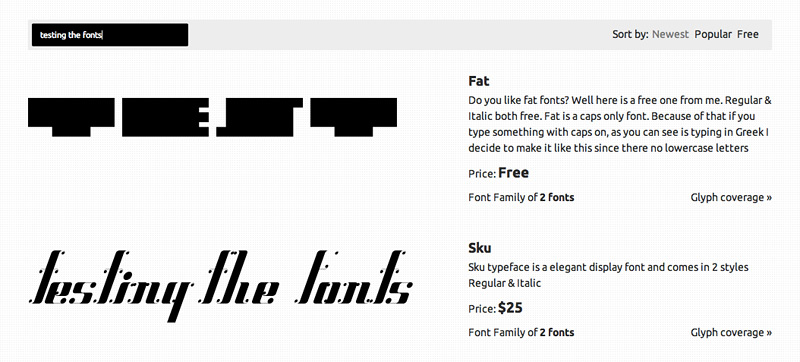 testing the fonts
Sort by: Newest Popular Free
TEST
Fat
Do you like fat fonts? Well here is a free one from me. Regular &
Italic both free. Fat is a caps only font. Because of that if you
type something with caps on, as you can see is typing in Greek I
decide to make it like this since there no lowercase letters
Price: Free
Font Family of 2 fonts Glyph coverage »
testing the fonts
Sku
Sku typeface is a elegant display font and comes in 2 styles
Regular & Italic
Price: $25
Font Family of 2 fonts Glyph coverage »